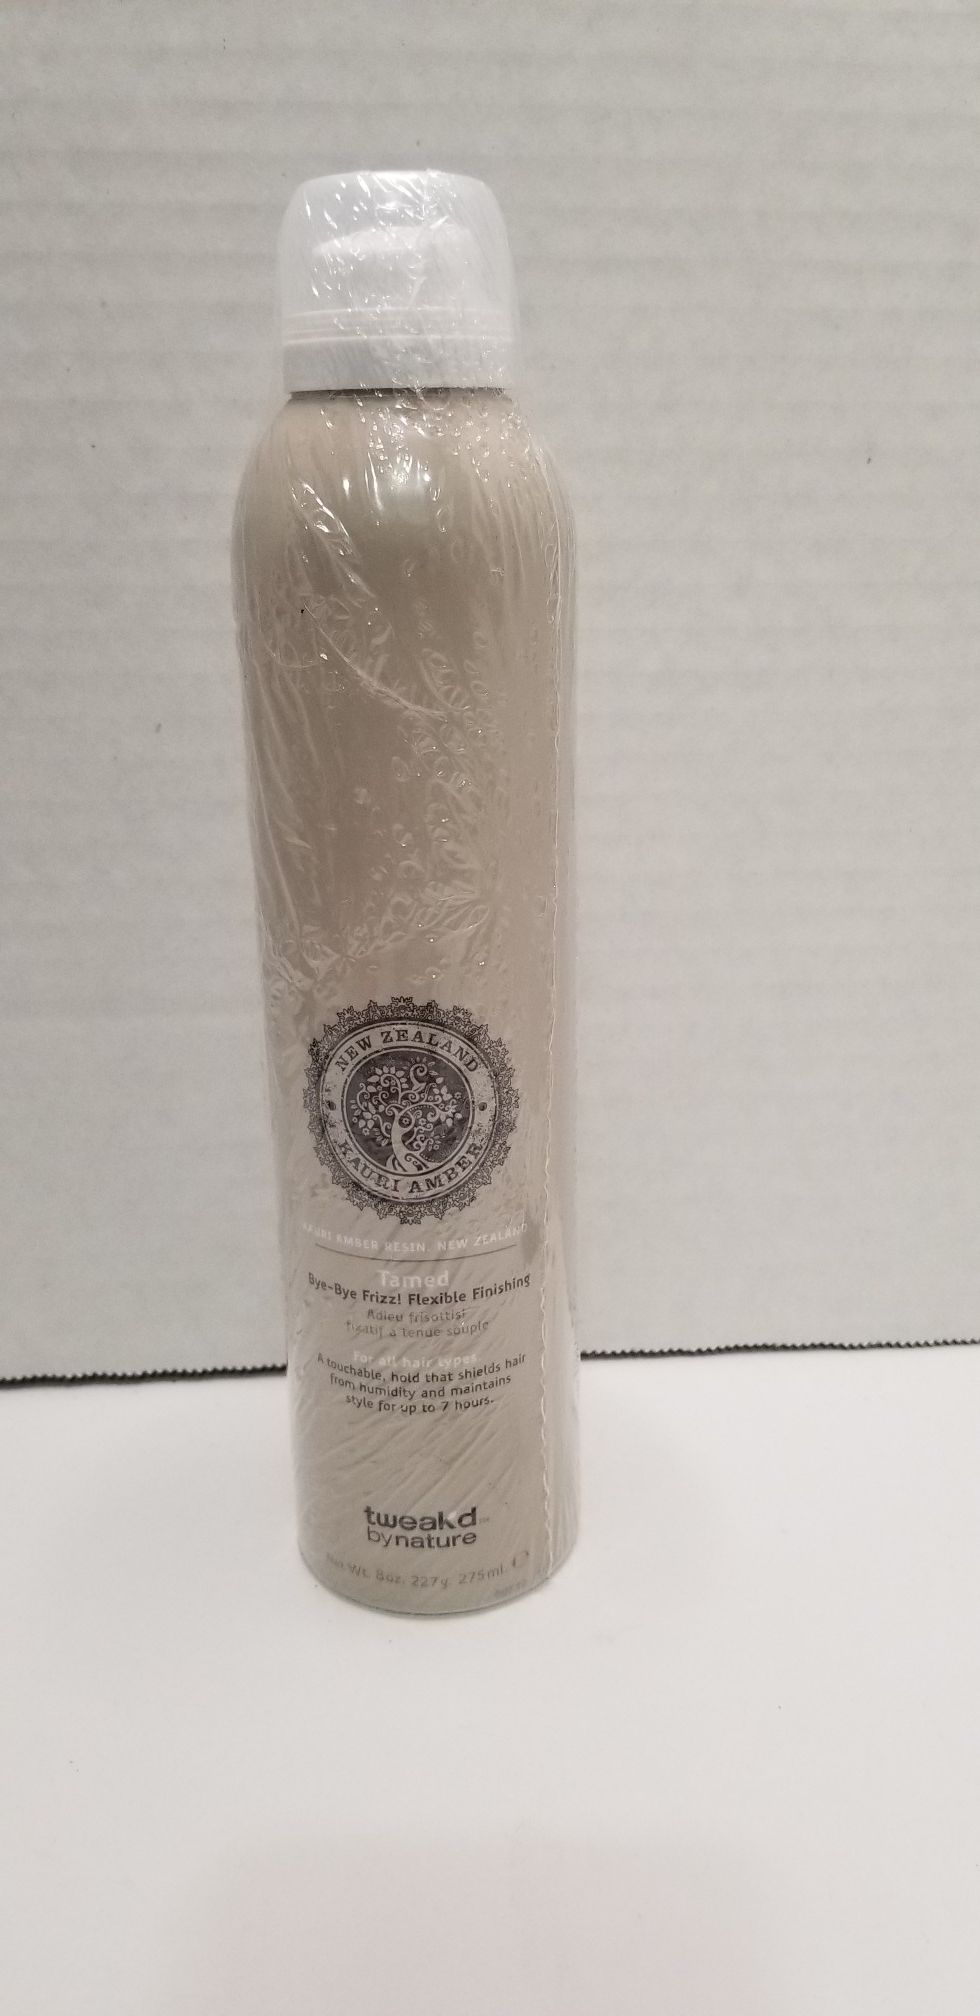 NEW ZEALAND
KAURI AMBER
KAURI AMBER RESIN. NEW ZEALAND
Tamed
Bye-Bye Frizz! Flexible Finishing
Adieu frisottis!
fixatif à tenue souple
For all hair types
A touchable, hold that shields hair
from humidity and maintains
style for up to 7 hours.
tweakd™
bynature
Net Wt. 8oz. 227g. 275ml. e